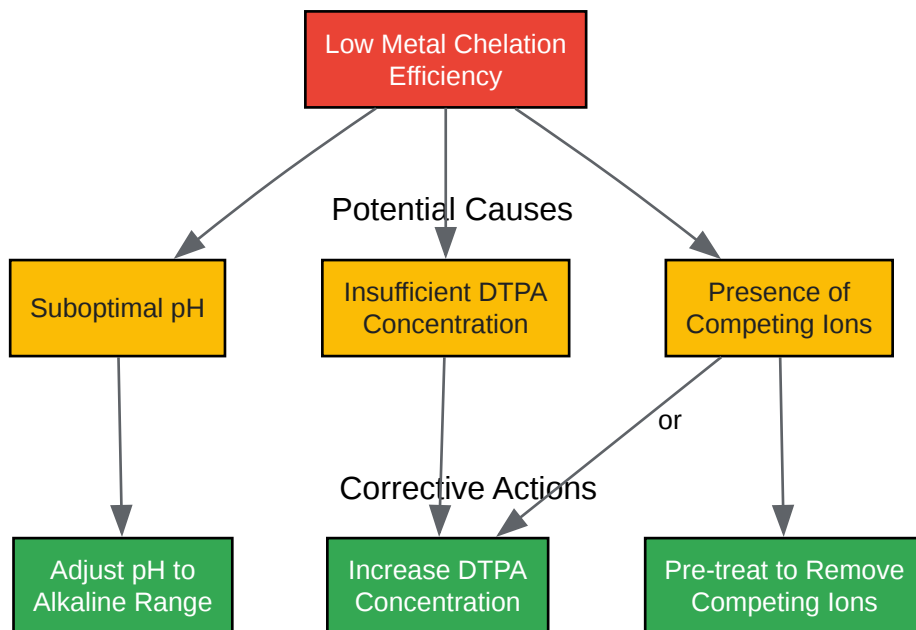 Low Metal Chelation
Efficiency
Potential Causes
Suboptimal pH
Insufficient DTPA
Concentration
Presence of
Competing Ions
or
Corrective Actions
Adjust pH to
Alkaline Range
Increase DTPA
Concentration
Pre-treat to Remove
Competing Ions